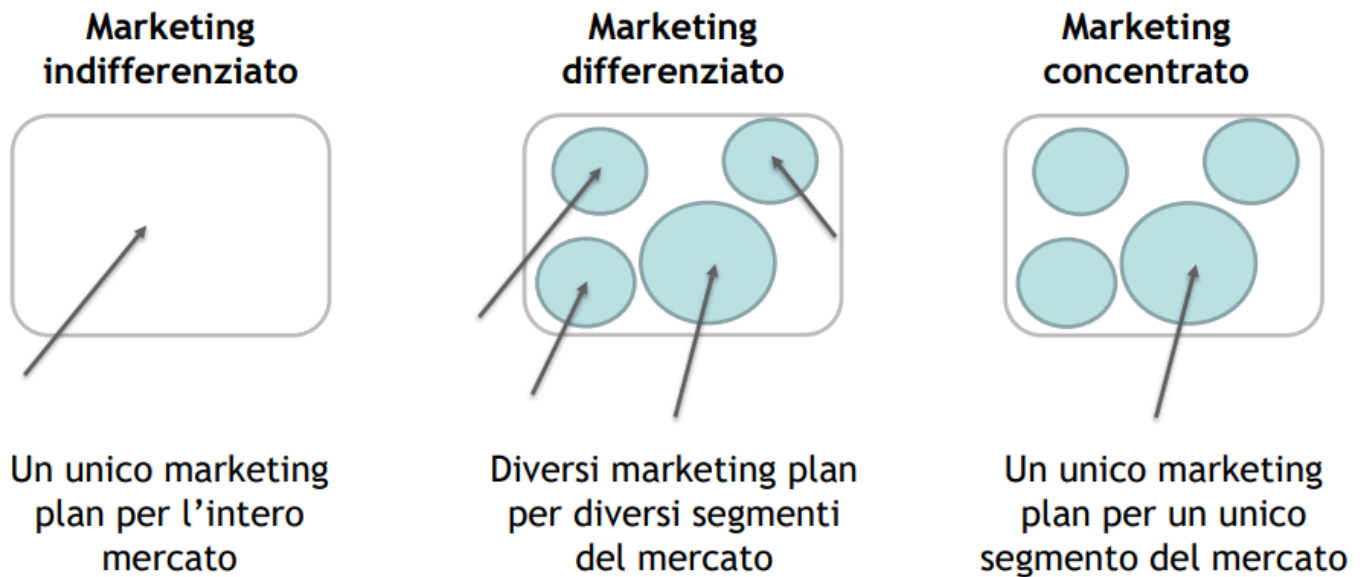 Marketing
indifferenziato
Marketing
differenziato
Marketing
concentrato
Un unico marketing
plan per l’intero
mercato
Diversi marketing plan
per diversi segmenti
del mercato
Un unico marketing
plan per un unico
segmento del mercato